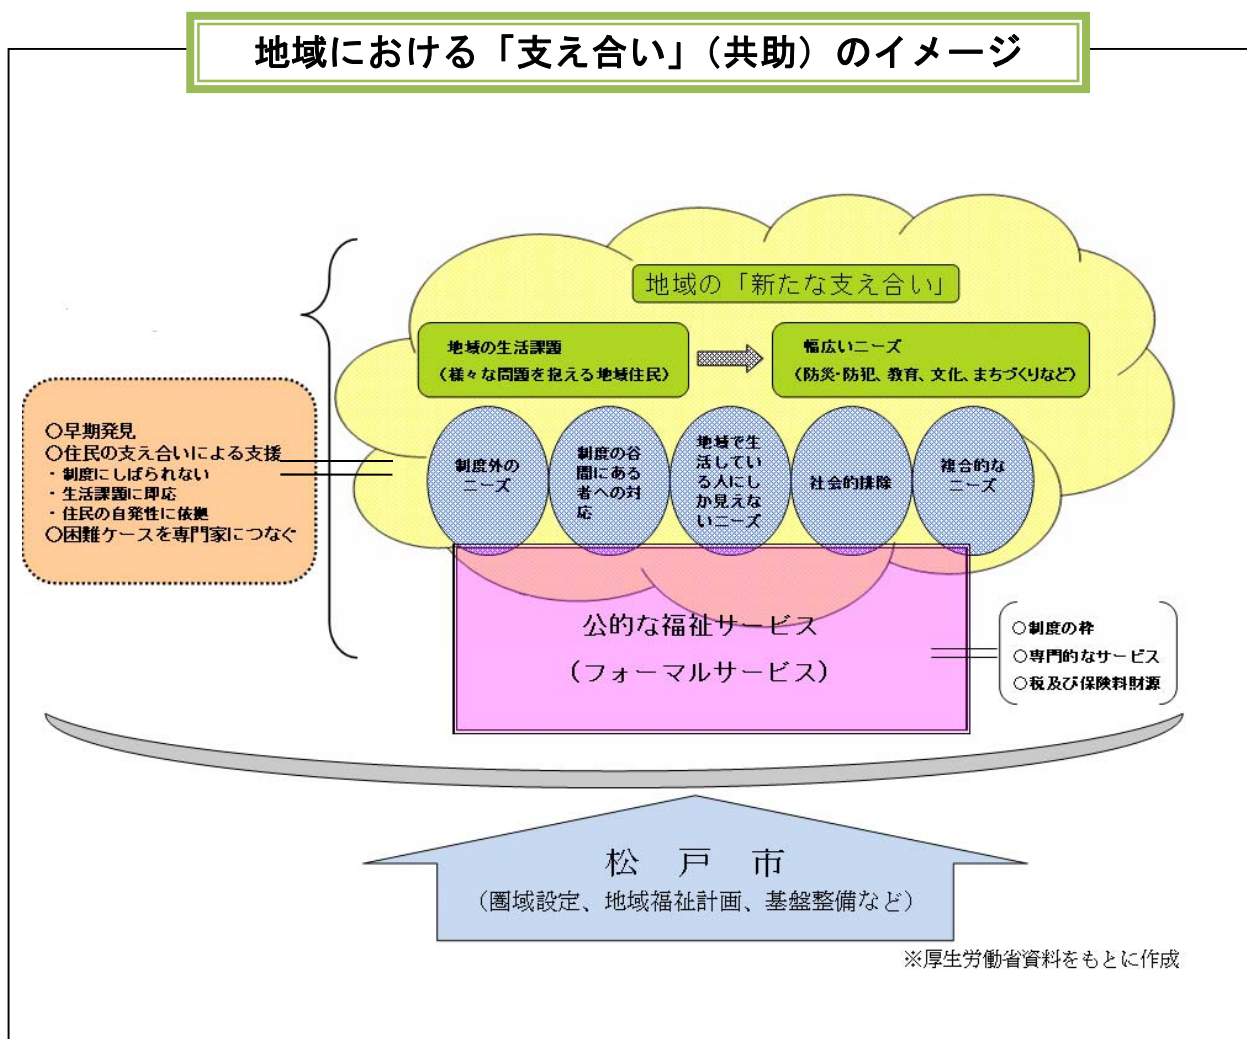 地域における「支え合い」（共助）のイメージ
地域の「新たな支え合い」
地域の生活課題
（様々な問題を抱える地域住民）
幅広いニーズ
（防災・防犯、教育、文化、まちづくりなど）
○早期発見
○住民の支え合いによる支援
・制度にしばられない
・生活課題に即応
・住民の自発性に依拠
○困難ケースを専門家につなぐ
制度外の
ニーズ
制度の谷
間にある
者への対
応
地域で生
活してい
る人にし
か見えな
いニーズ
社会的排除
複合的な
ニーズ
公的な福祉サービス
（フォーマルサービス）
○制度の枠
○専門的なサービス
○税及び保険料財源
松　戸　市
（圏域設定、地域福祉計画、基盤整備など）
※厚生労働省資料をもとに作成